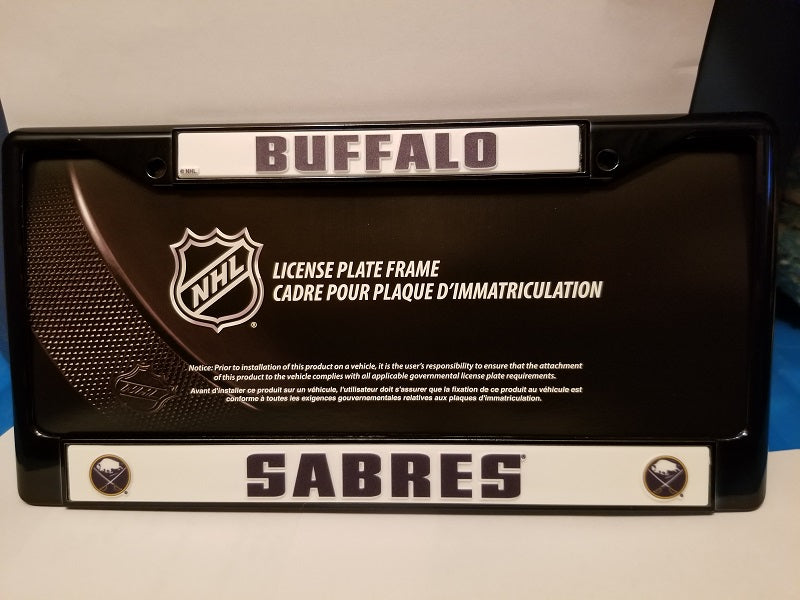 BUFFALO
© NHL
NHL
LICENSE PLATE FRAME
CADRE POUR PLAQUE D'IMMATRICULATION
®
NHL
Notice: Prior to installation of this product on a vehicle, it is the user's responsibility to ensure that the attachment
of this product to the vehicle complies with all applicable governmental license plate requirements.
Avant d'installer ce produit sur un véhicule, l'utilisateur doit s'assurer que la fixation de ce produit au véhicule est
conforme à toutes les exigences gouvernementales relatives aux plaques d'immatriculation.
SABRES®